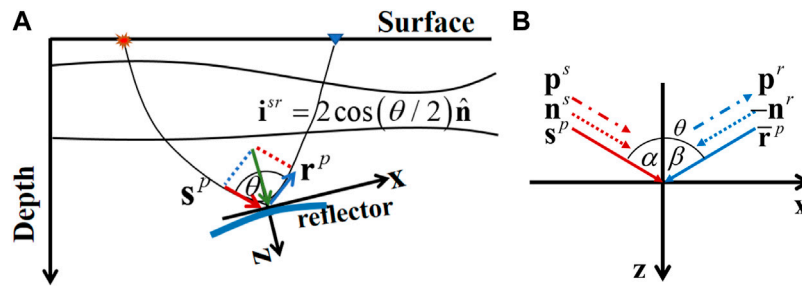 A
Surface
Depth
i^{sr} = 2cos(θ/2)n̂
s^p
θ
r^p
x
reflector
z
B
p^s
n^s
s^p
p^r
-n^r
r̄^p
θ
α
β
x
z